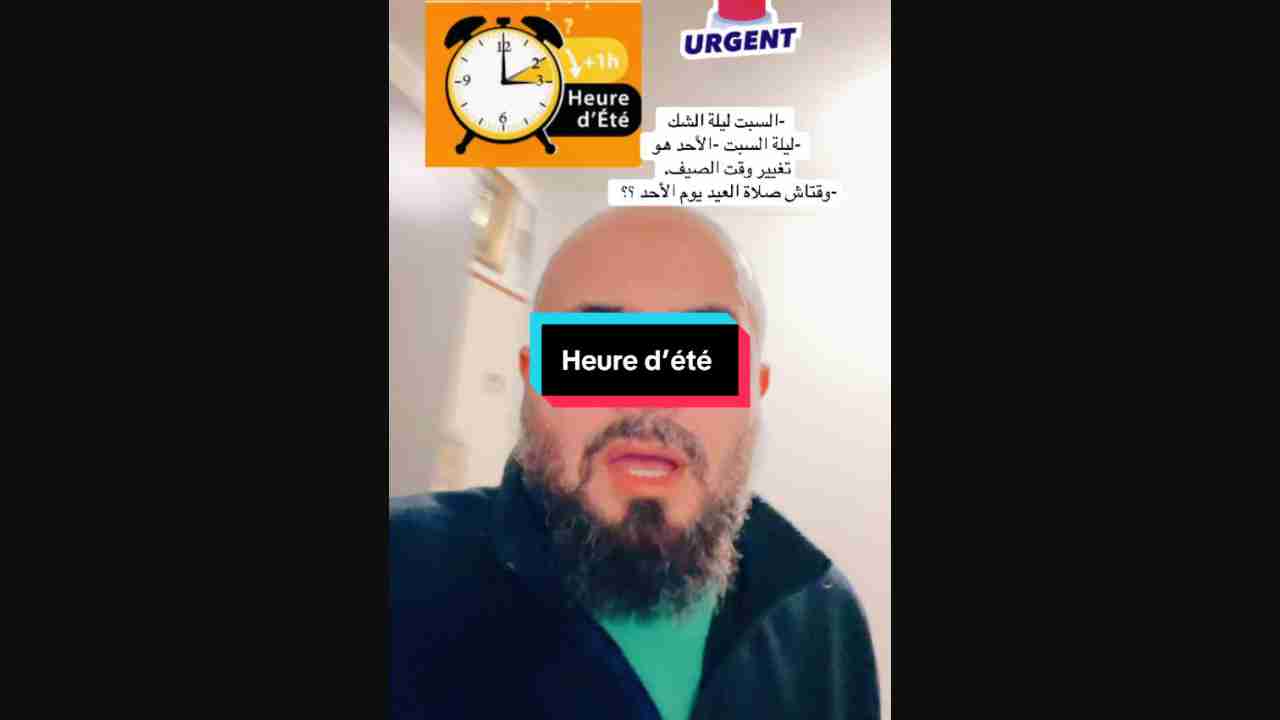 ?
+1h
Heure
d'Été
12
2
3
6
9
URGENT
-السبت ليلة الشك
-ليلة السبت -الأحد هو
تغيير وقت الصيف.
-وقتاش صلاة العيد يوم الأحد ؟؟
Heure d’été